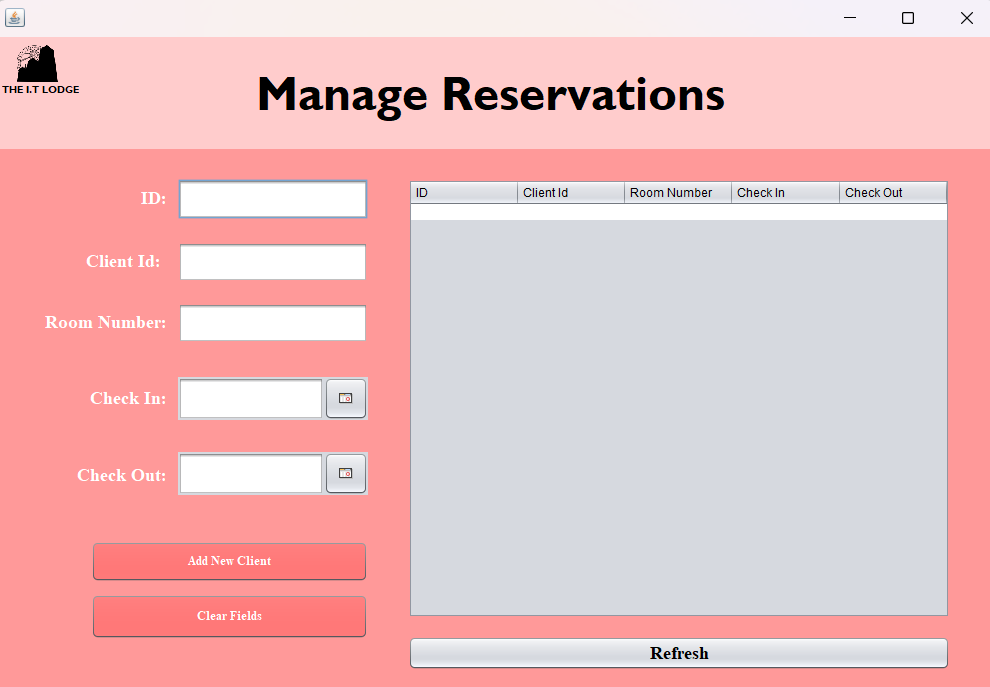 THE I.T LODGE
Manage Reservations
ID:
Client Id:
Room Number:
Check In:
Check Out:
Add New Client
Clear Fields
ID Client Id Room Number Check In Check Out
Refresh